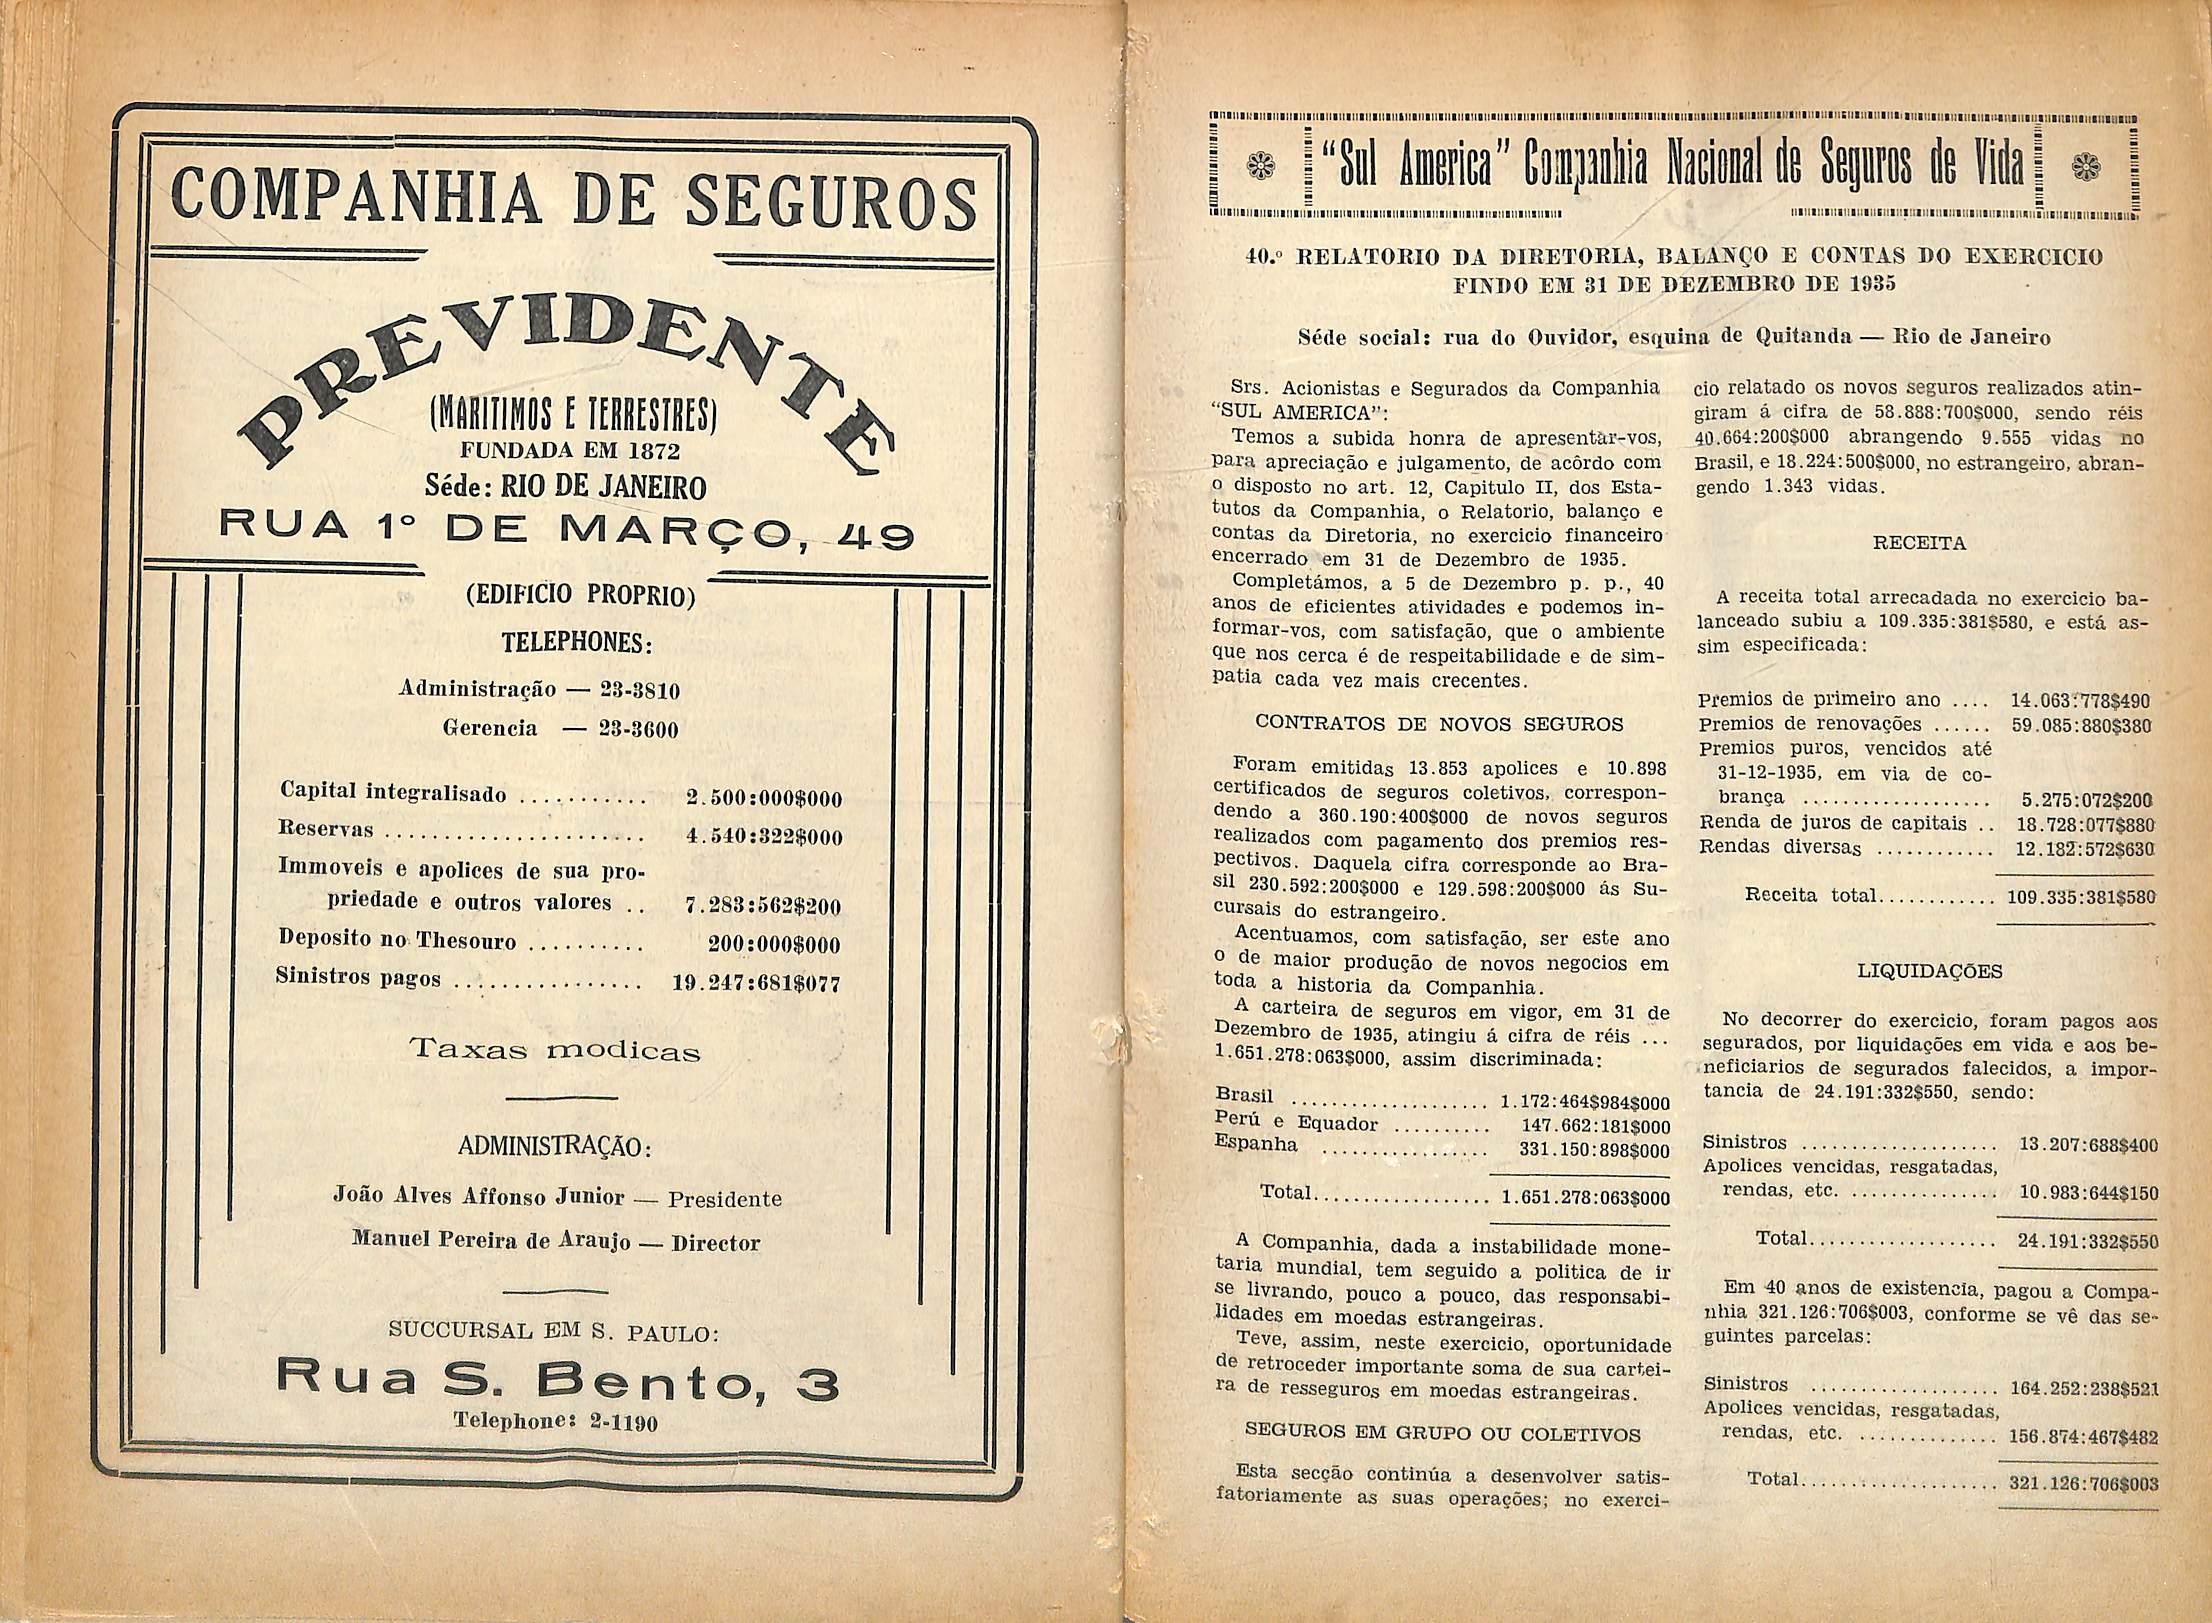 COMPANHIA DE SEGUROS
PREVIDENTE
(MARITIMOS E TERRESTRES)
FUNDADA EM 1872
Séde: RIO DE JANEIRO
RUA 1º DE MARÇO, 49
(EDIFICIO PROPRIO)
TELEPHONES:
Administração — 23-3810
Gerencia — 23-3600
Capital integralisado ........... 2.500:000$000
Reservas ...................... 4.540:322$000
Immoveis e apolices de sua pro-
priedade e outros valores .. 7.283:562$200
Deposito no Thesouro .......... 200:000$000
Sinistros pagos ................ 19.247:681$077
Taxas modicas
ADMINISTRAÇÃO:
João Alves Affonso Junior — Presidente
Manuel Pereira de Araujo — Director
SUCCURSAL EM S. PAULO:
Rua S. Bento, 3
Telephone: 2-1190
"Sul America" Companhia Nacional de Seguros de Vida
40.º RELATORIO DA DIRETORIA, BALANÇO E CONTAS DO EXERCICIO
FINDO EM 31 DE DEZEMBRO DE 1935
Séde social: rua do Ouvidor, esquina de Quitanda — Rio de Janeiro
Srs. Acionistas e Segurados da Companhia
"SUL AMERICA":
Temos a subida honra de apresentar-vos,
para apreciação e julgamento, de acôrdo com
o disposto no art. 12, Capitulo II, dos Esta-
tutos da Companhia, o Relatorio, balanço e
contas da Diretoria, no exercicio financeiro
encerrado em 31 de Dezembro de 1935.
Completámos, a 5 de Dezembro p. p., 40
anos de eficientes atividades e podemos in-
formar-vos, com satisfação, que o ambiente
que nos cerca é de respeitabilidade e de sim-
patia cada vez mais crecentes.
CONTRATOS DE NOVOS SEGUROS
Foram emitidas 13.853 apolices e 10.898
certificados de seguros coletivos, correspon-
dendo a 360.190:400$000 de novos seguros
realizados com pagamento dos premios res-
pectivos. Daquela cifra corresponde ao Bra-
sil 230.592:200$000 e 129.598:200$000 ás Su-
cursais do estrangeiro.
Acentuamos, com satisfação, ser este ano
o de maior produção de novos negocios em
toda a historia da Companhia.
A carteira de seguros em vigor, em 31 de
Dezembro de 1935, atingiu á cifra de réis ...
1.651.278:063$000, assim discriminada:
Brasil .................... 1.172:464$984$000
Perú e Equador .......... 147.662:181$000
Espanha ................. 331.150:898$000
Total.................. 1.651.278:063$000
A Companhia, dada a instabilidade mone-
taria mundial, tem seguido a politica de ir
se livrando, pouco a pouco, das responsabi-
lidades em moedas estrangeiras.
Teve, assim, neste exercicio, oportunidade
de retroceder importante soma de sua cartei-
ra de resseguros em moedas estrangeiras.
SEGUROS EM GRUPO OU COLETIVOS
Esta secção continúa a desenvolver satis-
fatoriamente as suas operações; no exerci-
cio relatado os novos seguros realizados atin-
giram á cifra de 58.888:700$000, sendo réis
40.664:200$000 abrangendo 9.555 vidas no
Brasil, e 18.224:500$000, no estrangeiro, abran-
gendo 1.343 vidas.
RECEITA
A receita total arrecadada no exercicio ba-
lanceado subiu a 109.335:381$580, e está as-
sim especificada:
Premios de primeiro ano .... 14.063:778$490
Premios de renovações ...... 59.085:880$380
Premios puros, vencidos até
31-12-1935, em via de co-
brança ................... 5.275:072$200
Renda de juros de capitais .. 18.728:077$880
Rendas diversas ............ 12.182:572$630
Receita total............ 109.335:381$580
LIQUIDAÇÕES
No decorrer do exercicio, foram pagos aos
segurados, por liquidações em vida e aos be-
neficiarios de segurados falecidos, a impor-
tancia de 24.191:332$550, sendo:
Sinistros .................... 13.207:688$400
Apolices vencidas, resgatadas,
rendas, etc. ............... 10.983:644$150
Total................... 24.191:332$550
Em 40 anos de existencia, pagou a Compa-
nhia 321.126:706$003, conforme se vê das se-
guintes parcelas:
Sinistros ................... 164.252:238$521
Apolices vencidas, resgatadas,
rendas, etc. .............. 156.874:467$482
Total.................... 321.126:706$003